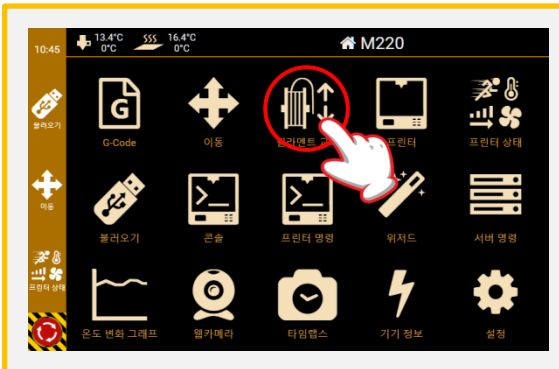 10:45
13.4°C
0°C
16.4°C
0°C
M220
불러오기
이동
프린터 상태
G
G-Code
이동
프린터
프린터 상태
불러오기
콘솔
프린터 명령
위저드
서버 명령
온도 변화 그래프
웹카메라
타임랩스
기기 정보
설정